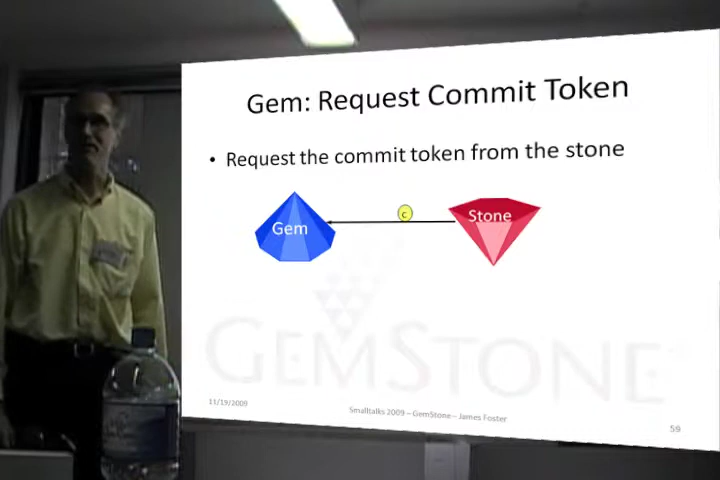 Gem: Request Commit Token
• Request the commit token from the stone
Gem
c
Stone
GEMSTONE
11/19/2009
Smalltalks 2009 – GemStone – James Foster
59